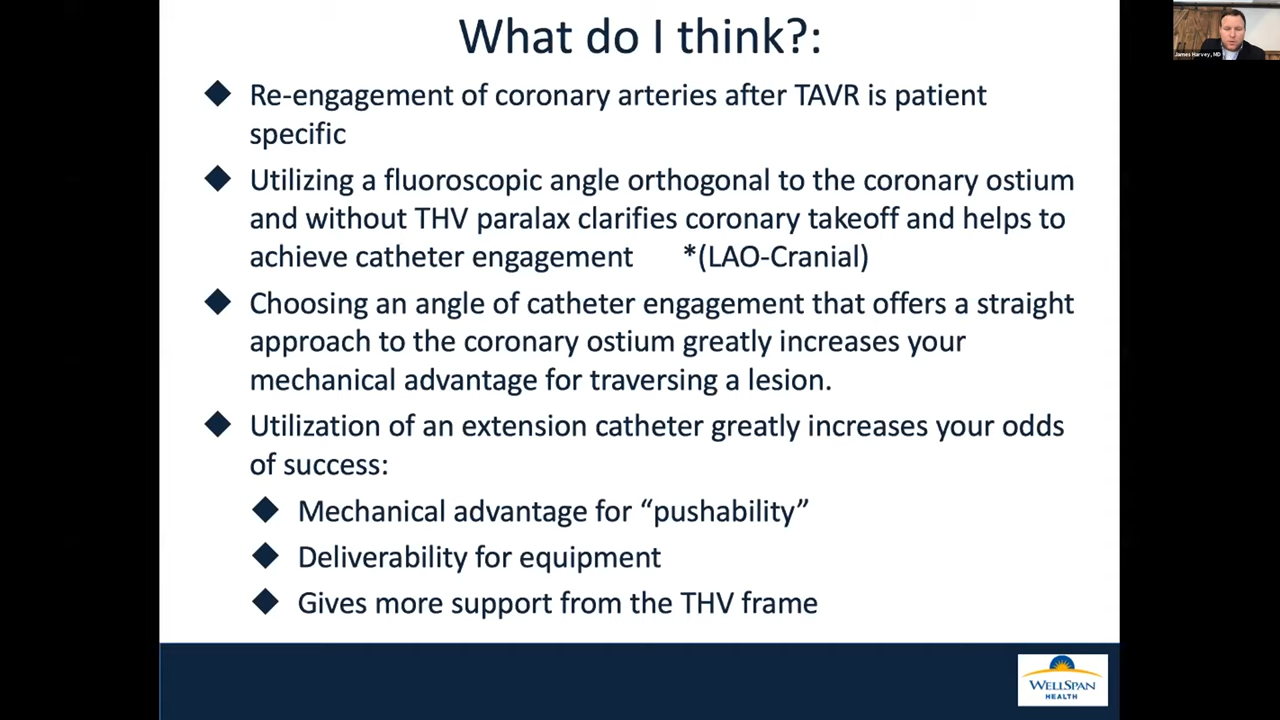 What do I think?:
James Harvey, MD
Re-engagement of coronary arteries after TAVR is patient
specific
Utilizing a fluoroscopic angle orthogonal to the coronary ostium
and without THV paralax clarifies coronary takeoff and helps to
achieve catheter engagement *(LAO-Cranial)
Choosing an angle of catheter engagement that offers a straight
approach to the coronary ostium greatly increases your
mechanical advantage for traversing a lesion.
Utilization of an extension catheter greatly increases your odds
of success:
Mechanical advantage for “pushability”
Deliverability for equipment
Gives more support from the THV frame
WELLSPAN
HEALTH